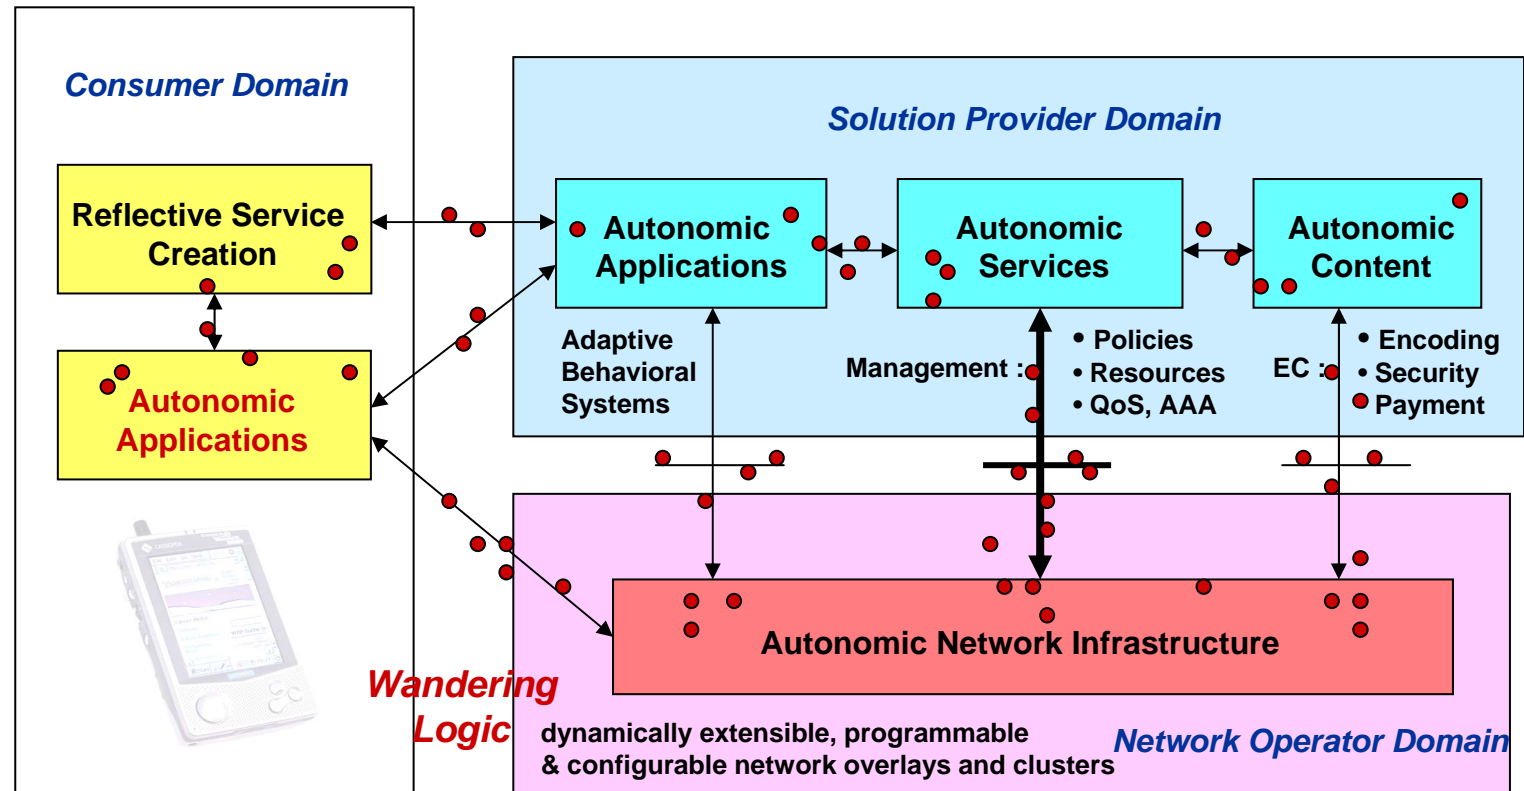 Consumer Domain
Solution Provider Domain
Reflective Service
Creation
Autonomic
Applications
Autonomic
Services
Autonomic
Content
Autonomic
Applications
Adaptive
Behavioral
Systems
Management :
• Policies
• Resources
• QoS, AAA
EC :
• Encoding
• Security
Payment
Autonomic Network Infrastructure
Wandering
Logic
dynamically extensible, programmable
& configurable network overlays and clusters
Network Operator Domain